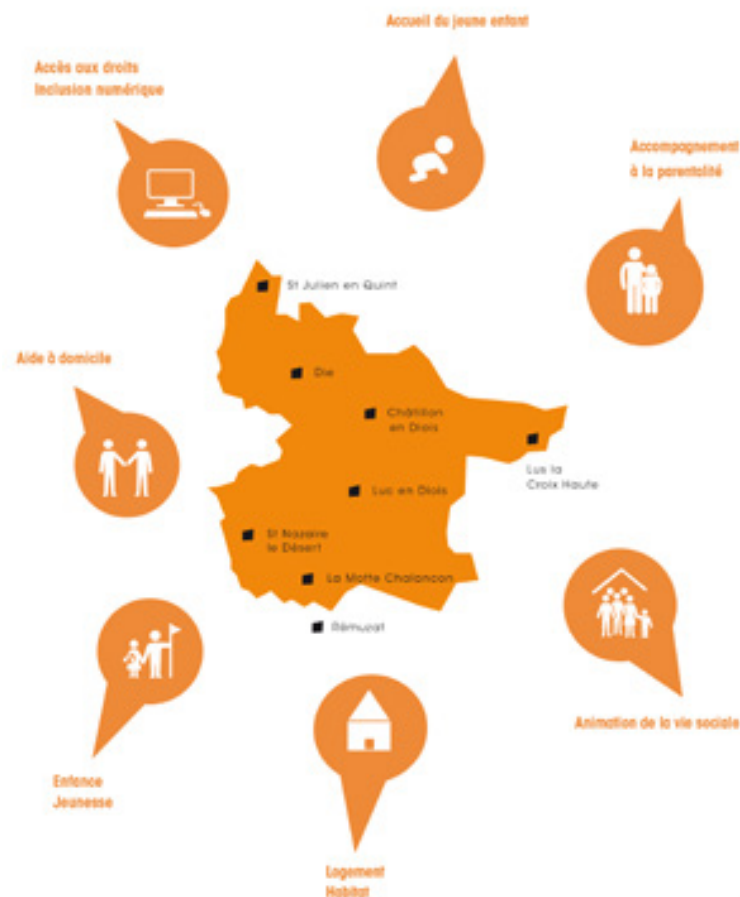 Accueil du jeune enfant
Accès aux droits
Inclusion numérique
Accompagnement
à la parentalité
St Julien en Quint
Aide à domicile
Die
Châtillon
en Diois
Lus la
Croix Haute
Luc en Diois
St Nazaire
le Désert
La Motte Chalancon
Rémuzat
Animation de la vie sociale
Enfance
Jeunesse
Logement
Habitat